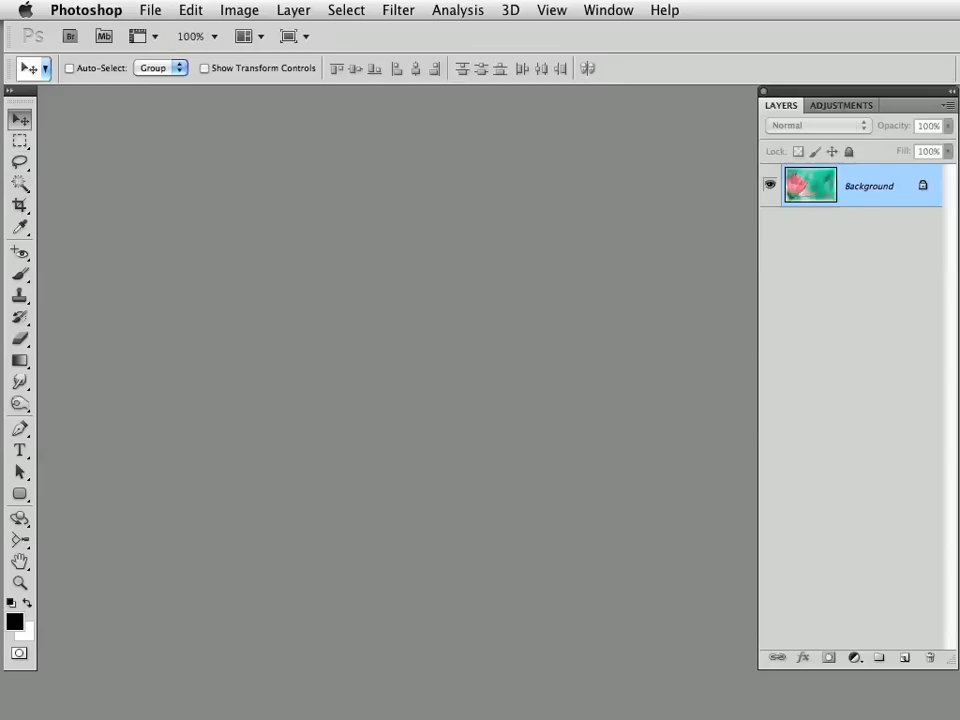 Photoshop File Edit Image Layer Select Filter Analysis 3D View Window Help
Ps Br Mb 100%
Auto-Select: Group Show Transform Controls
LAYERS ADJUSTMENTS
Normal Opacity: 100%
Lock: Fill: 100%
Background
T